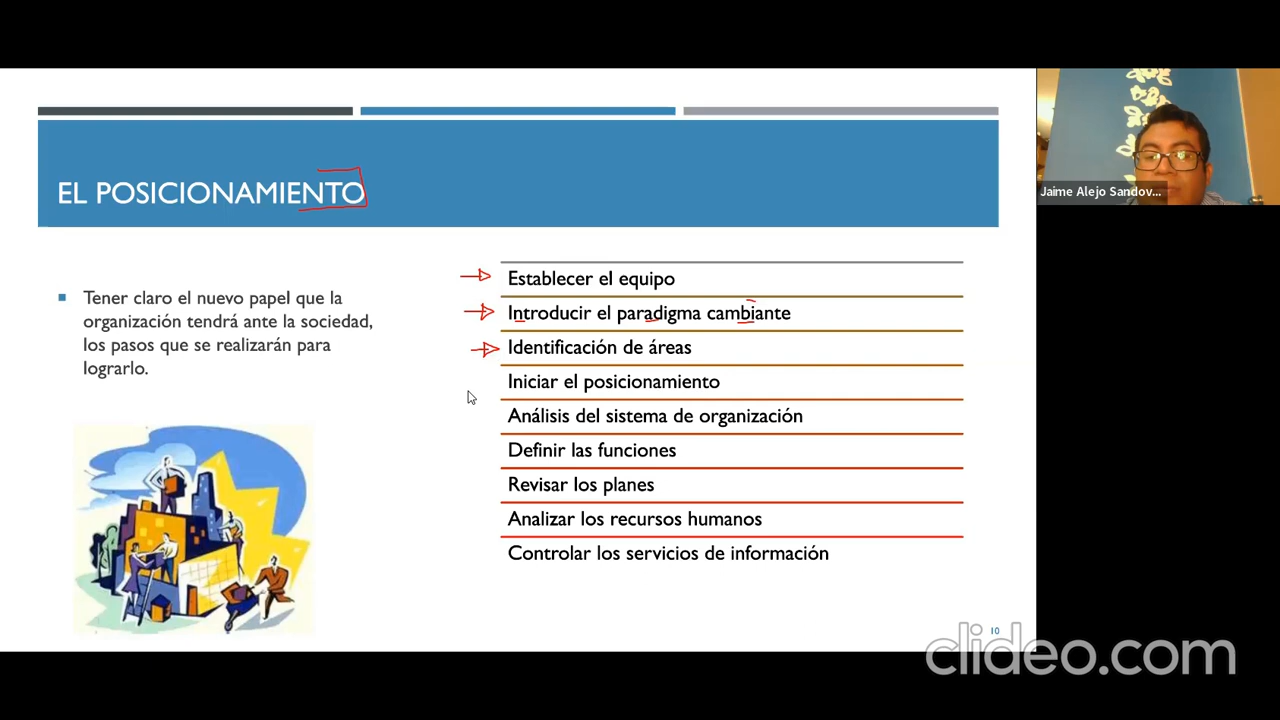 EL POSICIONAMIENTO
Tener claro el nuevo papel que la
organización tendrá ante la sociedad,
los pasos que se realizarán para
lograrlo.
Establecer el equipo
Introducir el paradigma cambiante
Identificación de áreas
Iniciar el posicionamiento
Análisis del sistema de organización
Definir las funciones
Revisar los planes
Analizar los recursos humanos
Controlar los servicios de información
10
Jaime Alejo Sandov...
clideo.com